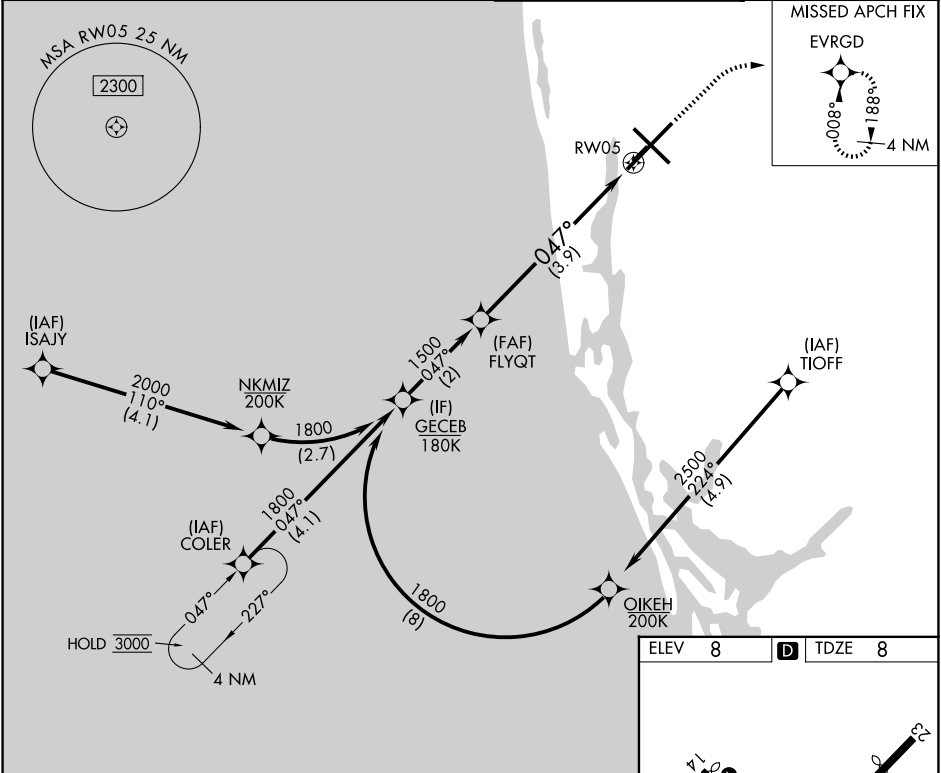 MSA RW05 25 NM
2300
MISSED APCH FIX
EVRGD
008°
188°
4 NM
RW05
047°
(3.9)
(IAF)
ISAJY
2000
110°
(4.1)
NKMIZ
200K
1800
(2.7)
1500
047°
(2)
(FAF)
FLYQT
(IF)
GECEB
180K
(IAF)
TIOFF
2500
224°
(4.9)
1800
047°
(4.1)
(IAF)
COLER
047°
227°
HOLD 3000
4 NM
1800
(8)
OIKEH
200K
ELEV 8
D
TDZE 8
14
23